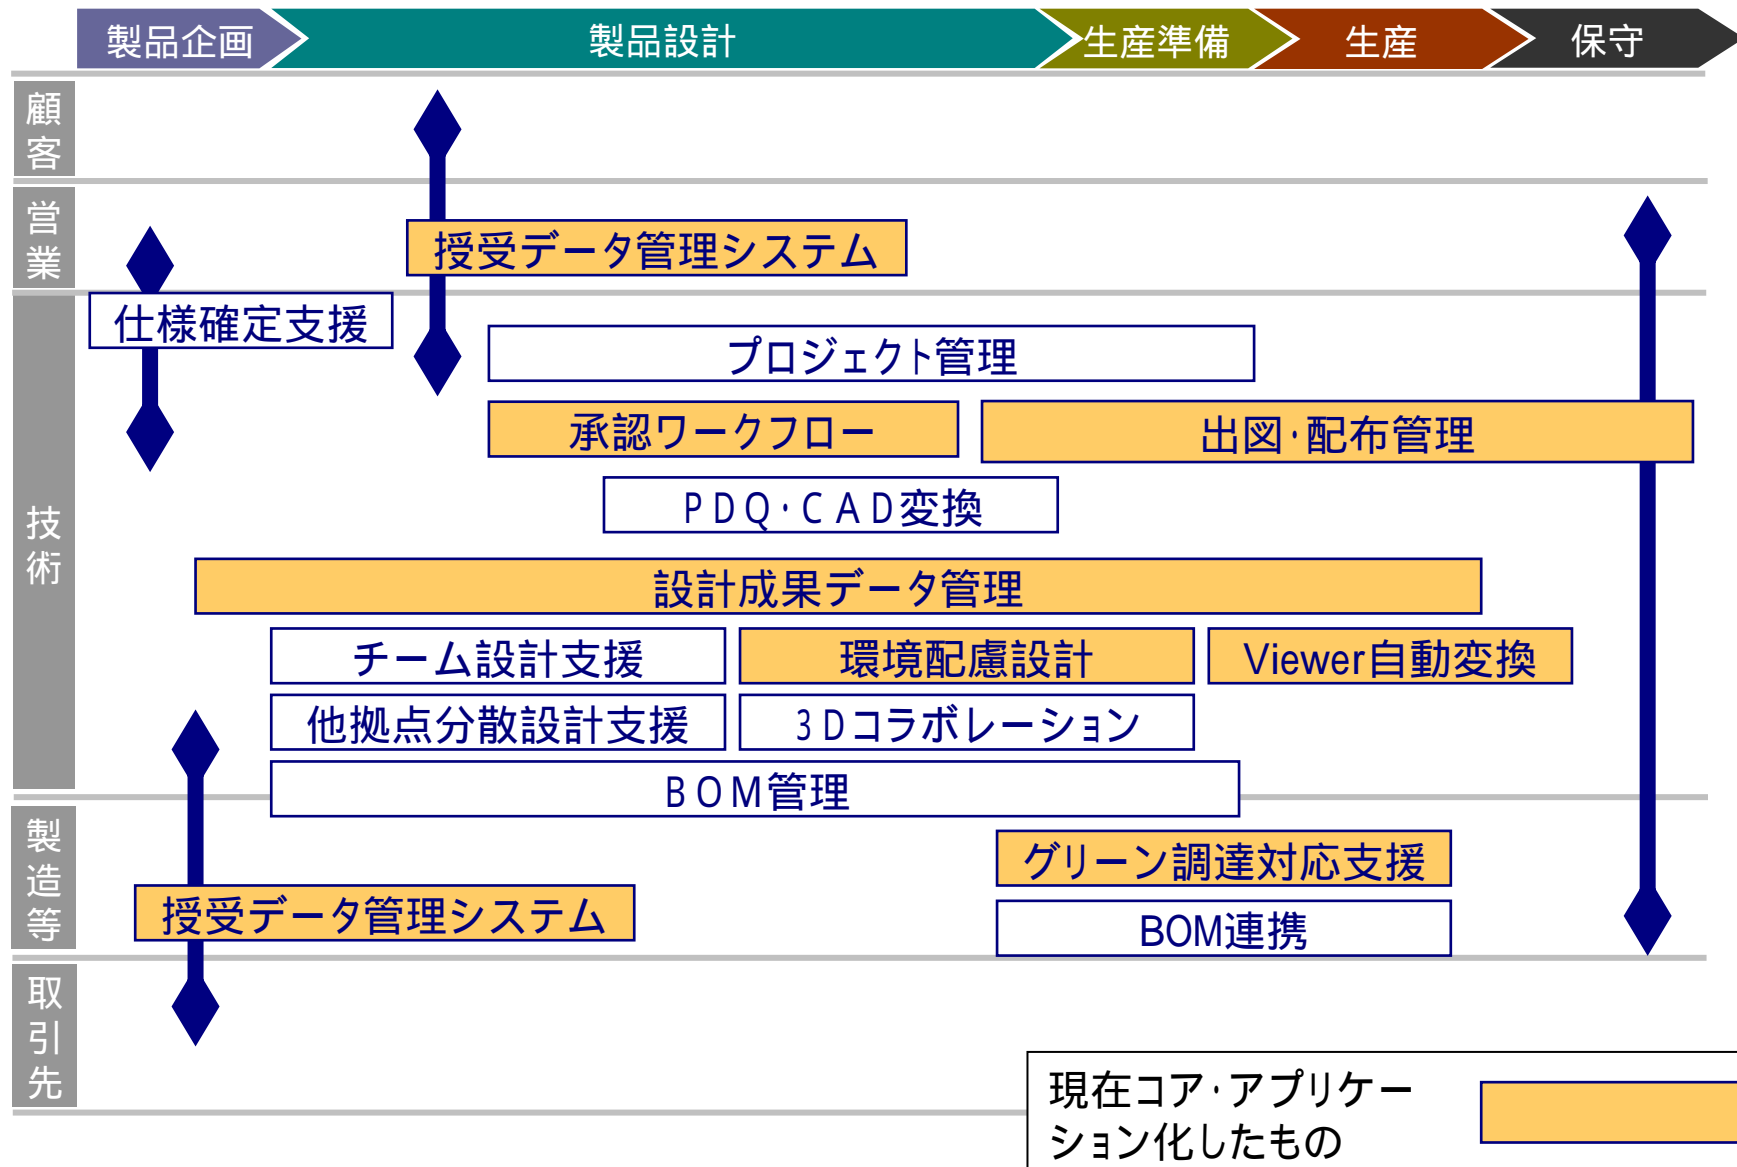 製品企画
製品設計
生産準備
生産
保守
顧客
営業
授受データ管理システム
仕様確定支援
技術
プロジェクト管理
承認ワークフロー
出図・配布管理
ＰＤＱ・ＣＡＤ変換
設計成果データ管理
チーム設計支援
環境配慮設計
Viewer自動変換
他拠点分散設計支援
３Ｄコラボレーション
ＢＯＭ管理
製造等
グリーン調達対応支援
授受データ管理システム
BOM連携
取引先
現在コア・アプリケー
ション化したもの